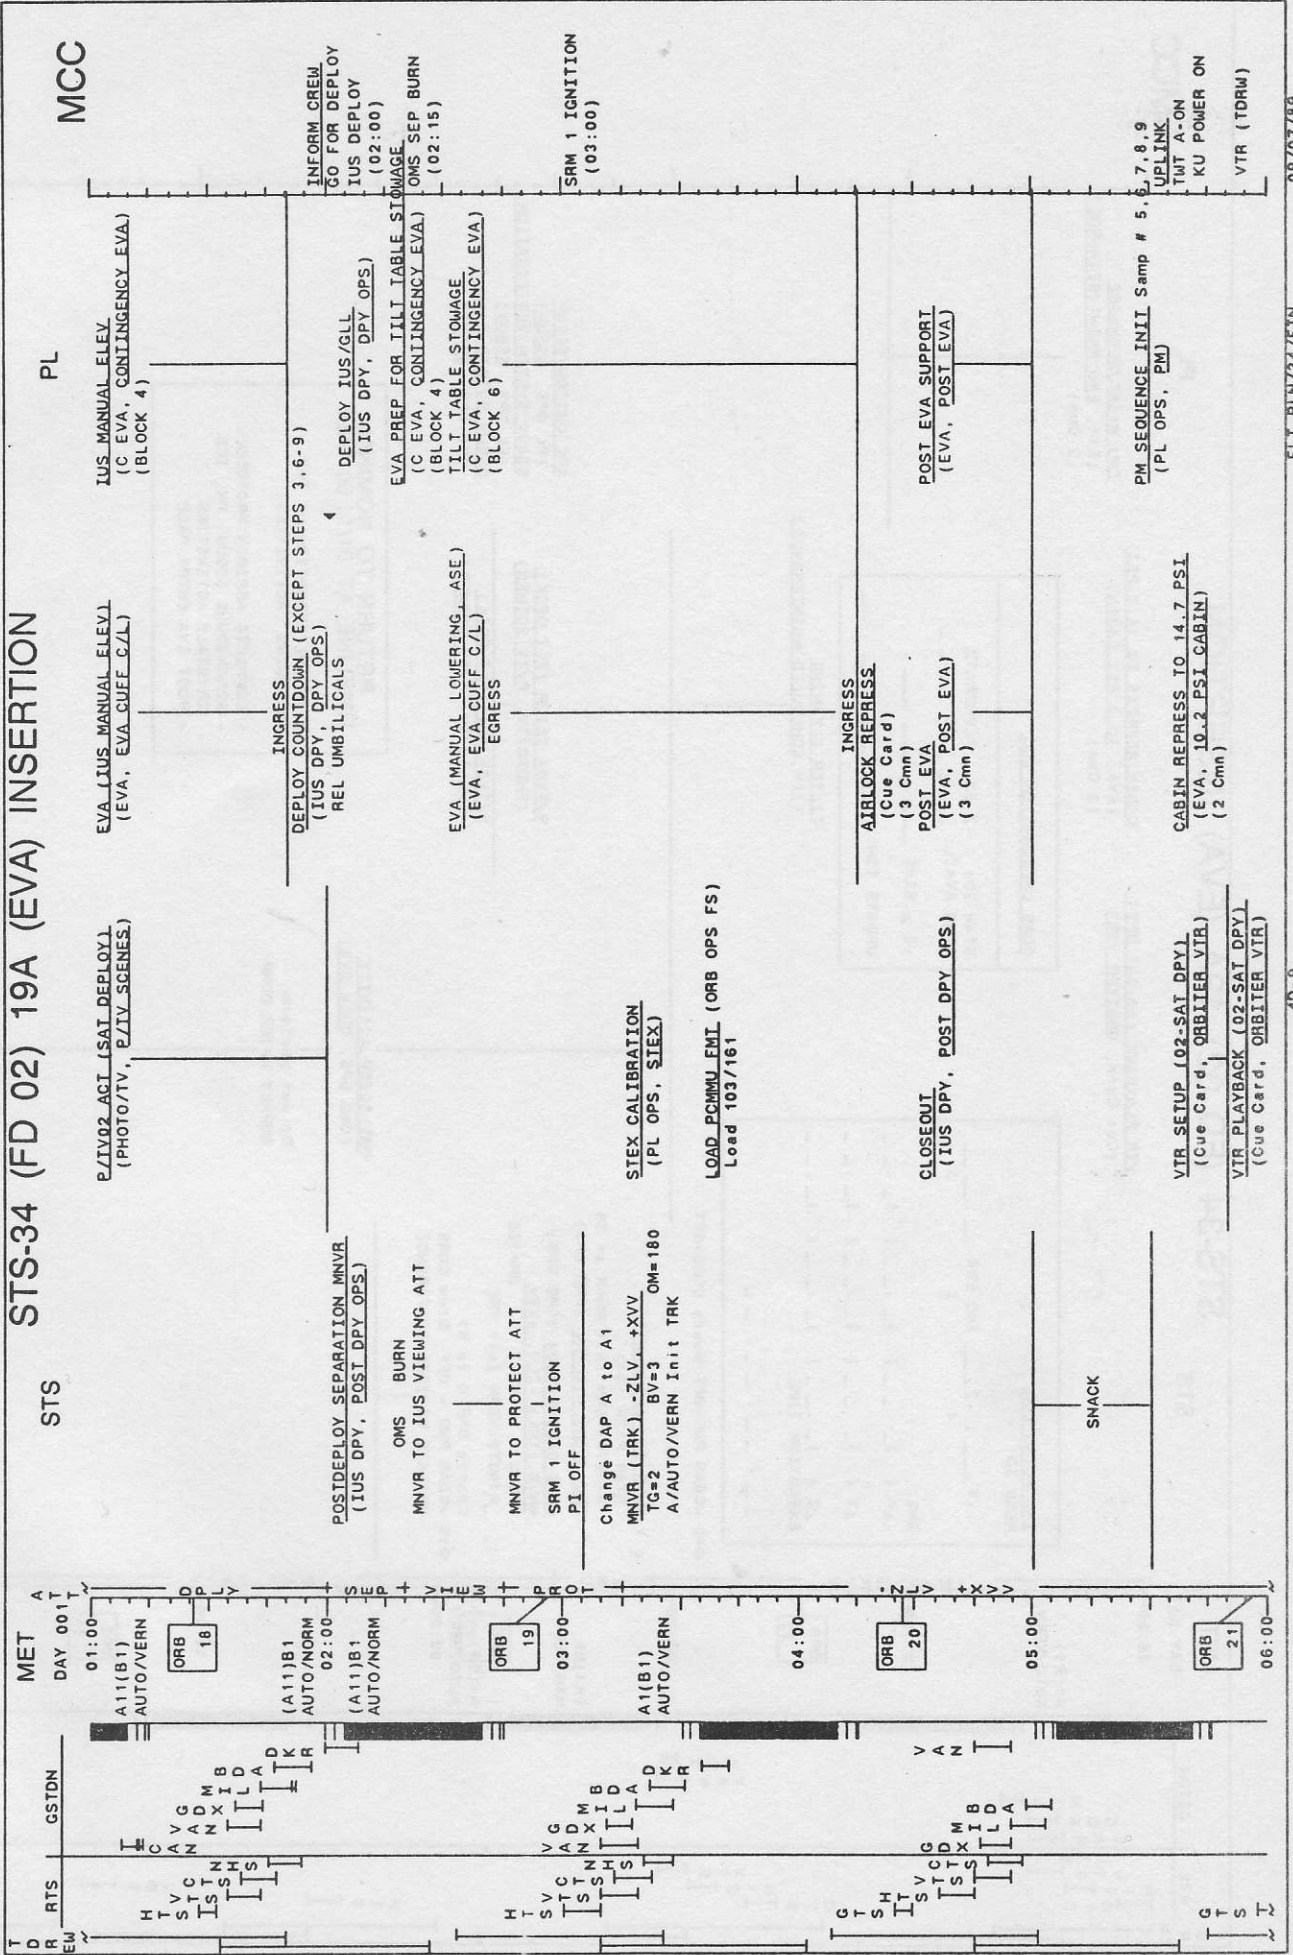 STS-34 (FD 02) 19A (EVA) INSERTION
T D R
EW
RTS
GSTDN
MET
DAY 001
ATT
STS
PL
MCC
01:00
A11(B1)
AUTO/VERN
ORB
18
DPLY
(A11)B1
AUTO/NORM
02:00
(A11)B1
AUTO/NORM
SEP
VIEW
ORB
19
03:00
PROT
A1(B1)
AUTO/VERN
04:00
ORB
20
-ZLV
+XVV
05:00
ORB
21
06:00
POSTDEPLOY SEPARATION MNVR
(IUS DPY, POST DPY OPS)
OMS BURN
MNVR TO IUS VIEWING ATT
MNVR TO PROTECT ATT
SRM 1 IGNITION
PI OFF
Change DAP A to A1
MNVR (TRK) -ZLV, +XVV
TG=2 BV=3 OM=180
A/AUTO/VERN Init TRK
SNACK
P/TV02 ACT (SAT DEPLOY)
(PHOTO/TV, P/TV SCENES)
STEX CALIBRATION
(PL OPS, STEX)
LOAD PCMMU FMT (ORB OPS FS)
Load 103/161
CLOSEOUT
(IUS DPY, POST DPY OPS)
VTR SETUP (02-SAT DPY)
(Cue Card, ORBITER VTR)
VTR PLAYBACK (02-SAT DPY)
(Cue Card, ORBITER VTR)
EVA (IUS MANUAL ELEV)
(EVA, EVA CUFF C/L)
INGRESS
DEPLOY COUNTDOWN (EXCEPT STEPS 3,6-9)
(IUS DPY, DPY OPS)
REL UMBILICALS
EVA (MANUAL LOWERING, ASE)
(EVA, EVA CUFF C/L)
EGRESS
INGRESS
AIRLOCK REPRESS
(Cue Card)
(3 Cmn)
POST EVA
(EVA, POST EVA)
(3 Cmn)
CABIN REPRESS TO 14.7 PSI
(EVA, 10.2 PSI CABIN)
(2 Cmn)
IUS MANUAL ELEV
(C EVA, CONTINGENCY EVA)
(BLOCK 4)
DEPLOY IUS/GLL
(IUS DPY, DPY OPS)
EVA PREP FOR TILT TABLE STOWAGE
(C EVA, CONTINGENCY EVA)
(BLOCK 4)
TILT TABLE STOWAGE
(C EVA, CONTINGENCY EVA)
(BLOCK 6)
POST EVA SUPPORT
(EVA, POST EVA)
PM SEQUENCE INIT Samp # 5,6,7,8,9
(PL OPS, PM)
INFORM CREW
GO FOR DEPLOY
IUS DEPLOY
(02:00)
OMS SEP BURN
(02:15)
SRM 1 IGNITION
(03:00)
UPLINK
TWT A-ON
KU POWER ON
VTR (TDRW)